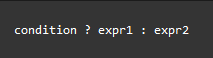 condition ? expr1 : expr2